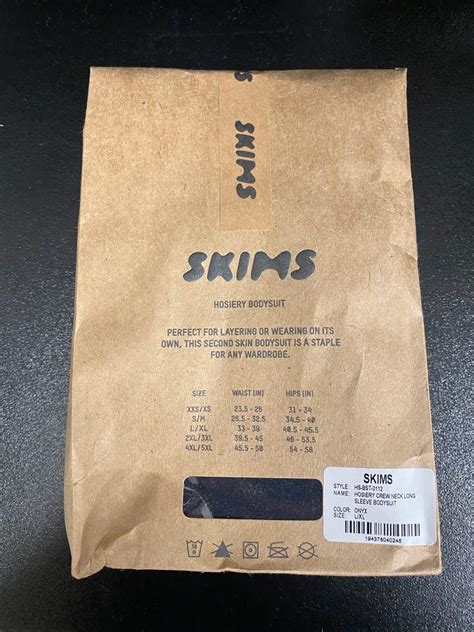 SKIMS
SKIMS
HOSIERY BODYSUIT
PERFECT FOR LAYERING OR WEARING ON ITS
OWN, THIS SECOND SKIN BODYSUIT IS A STAPLE
FOR ANY WARDROBE.
SIZE WAIST (IN) HIPS (IN)
XXS/XS 23.5 - 28 31 - 34
S/M 28.5 - 32.5 34.5 - 40
L/XL 33 - 39 40.5 - 45.5
2XL/3XL 39.5 - 45 46 - 53.5
4XL/5XL 45.5 - 50 54 - 58
SKIMS
STYLE: HS-BST-0112
NAME: HOSIERY CREW NECK LONG
SLEEVE BODYSUIT
COLOR: ONYX
SIZE: L/XL
194376040246